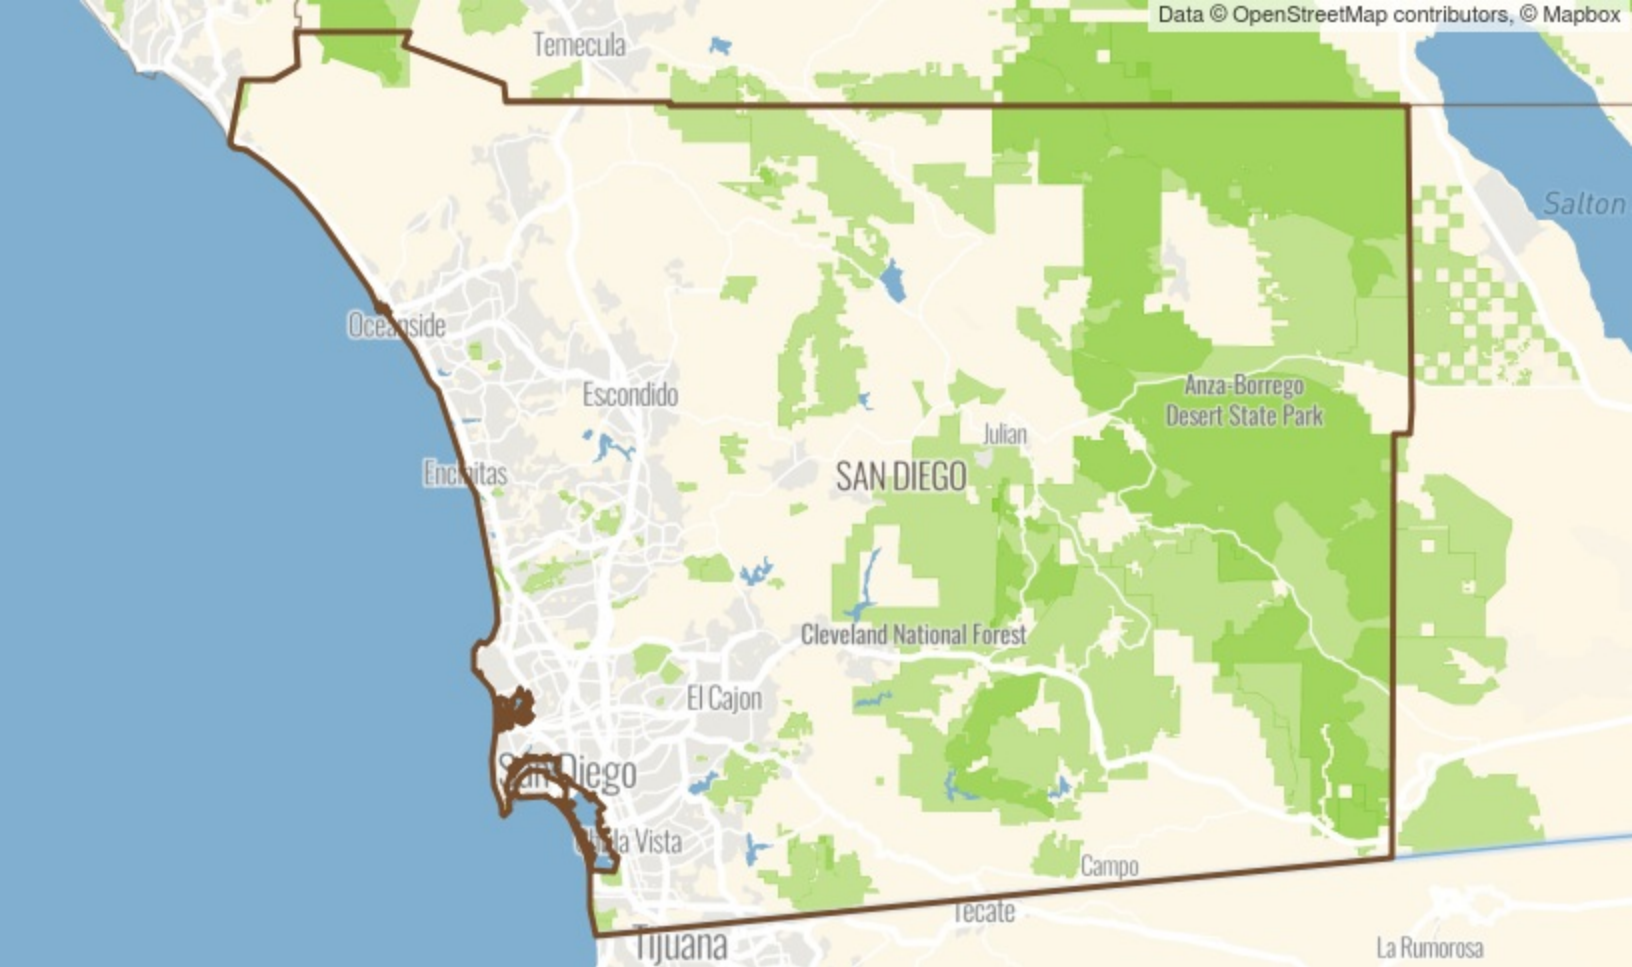 Data © OpenStreetMap contributors, © Mapbox
Temecula
Salton
Oceanside
Escondido
Anza-Borrego
Desert State Park
Julian
Encinitas
SAN DIEGO
Cleveland National Forest
El Cajon
San Diego
Chula Vista
Campo
Tecate
Tijuana
La Rumorosa